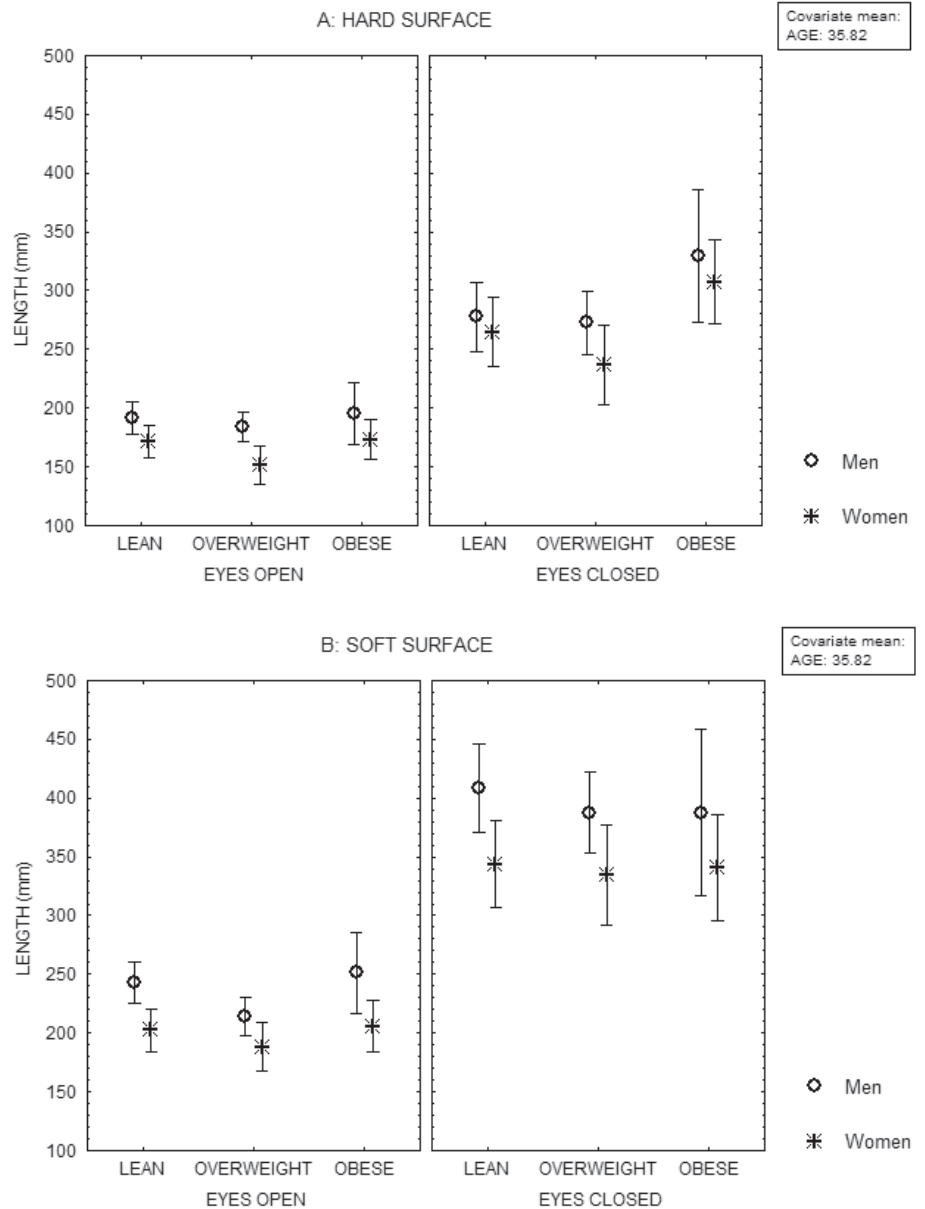 A: HARD SURFACE
Covariate mean:
AGE: 35.82
500
450
400
350
300
250
200
150
100
LENGTH (mm)
LEAN OVERWEIGHT OBESE
EYES OPEN
LEAN OVERWEIGHT OBESE
EYES CLOSED
Men
Women
B: SOFT SURFACE
Covariate mean:
AGE: 35.82
500
450
400
350
300
250
200
150
100
LENGTH (mm)
LEAN OVERWEIGHT OBESE
EYES OPEN
LEAN OVERWEIGHT OBESE
EYES CLOSED
Men
Women